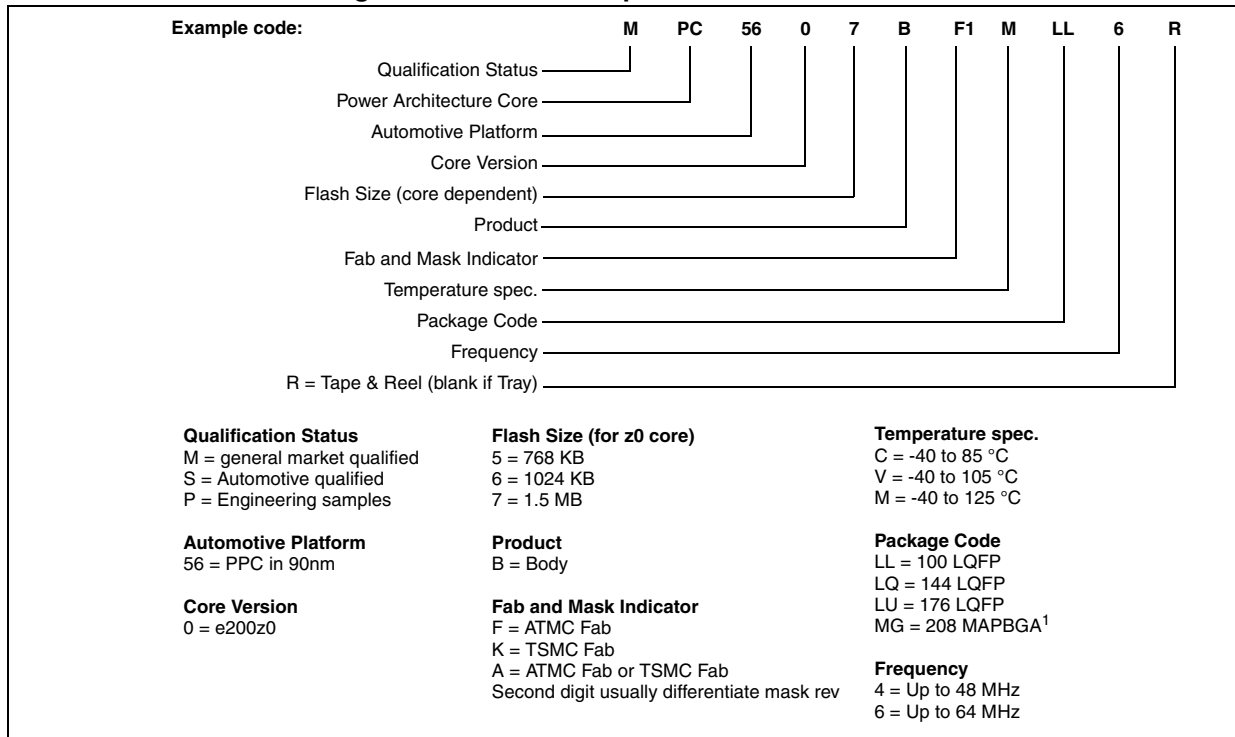 Example code: M PC 56 0 7 B F1 M LL 6 R
Qualification Status
Power Architecture Core
Automotive Platform
Core Version
Flash Size (core dependent)
Product
Fab and Mask Indicator
Temperature spec.
Package Code
Frequency
R = Tape & Reel (blank if Tray)
Qualification Status
M = general market qualified
S = Automotive qualified
P = Engineering samples
Automotive Platform
56 = PPC in 90nm
Core Version
0 = e200z0
Flash Size (for z0 core)
5 = 768 KB
6 = 1024 KB
7 = 1.5 MB
Product
B = Body
Fab and Mask Indicator
F = ATMC Fab
K = TSMC Fab
A = ATMC Fab or TSMC Fab
Second digit usually differentiate mask rev
Temperature spec.
C = -40 to 85 °C
V = -40 to 105 °C
M = -40 to 125 °C
Package Code
LL = 100 LQFP
LQ = 144 LQFP
LU = 176 LQFP
MG = 208 MAPBGA1
Frequency
4 = Up to 48 MHz
6 = Up to 64 MHz